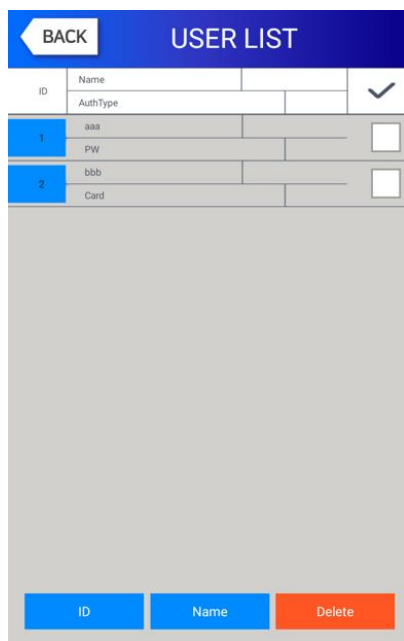 BACK USER LIST
ID
Name
AuthType
1
aaa
PW
2
bbb
Card
ID Name Delete